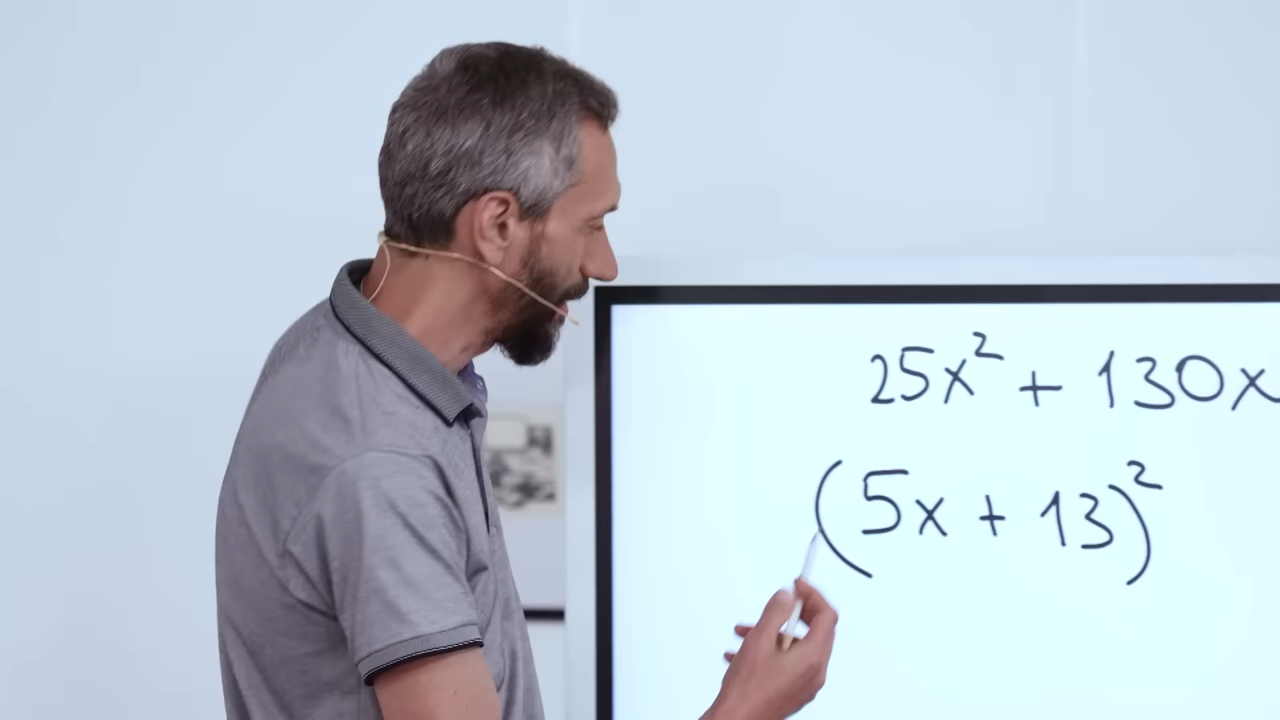 25x² + 130x
(5x + 13)²